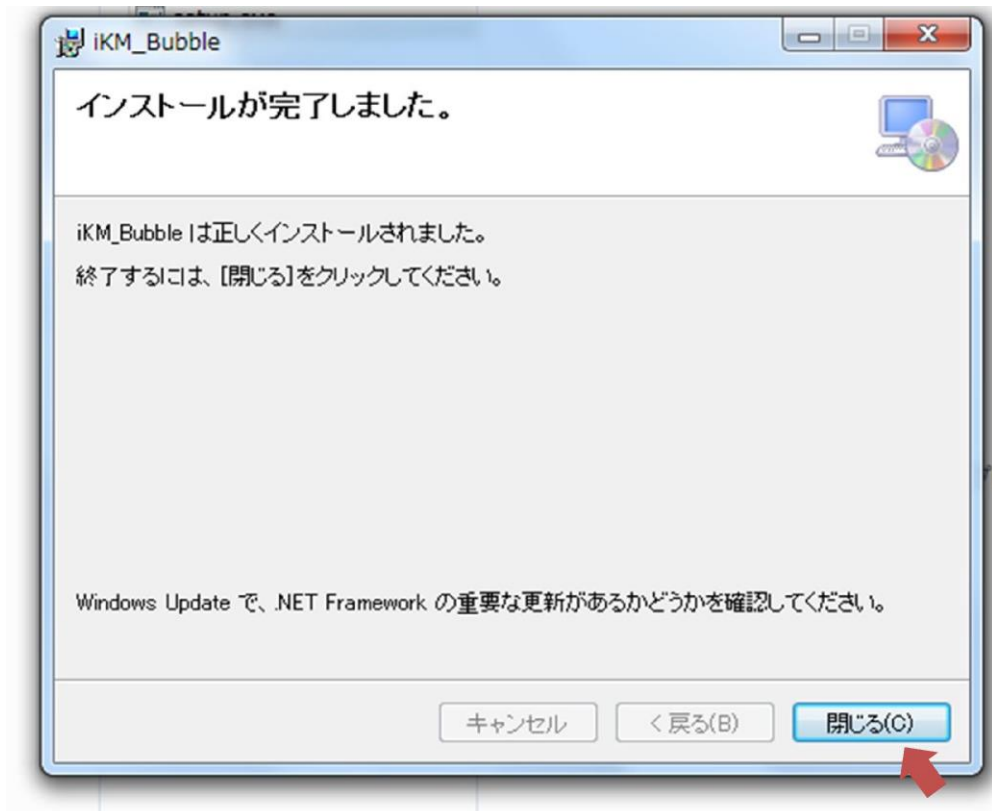 iKM_Bubble
インストールが完了しました。
iKM_Bubble は正しくインストールされました。
終了するには、[閉じる]をクリックしてください。
Windows Update で、.NET Framework の重要な更新があるかどうかを確認してください。
キャンセル
< 戻る(B)
閉じる(C)